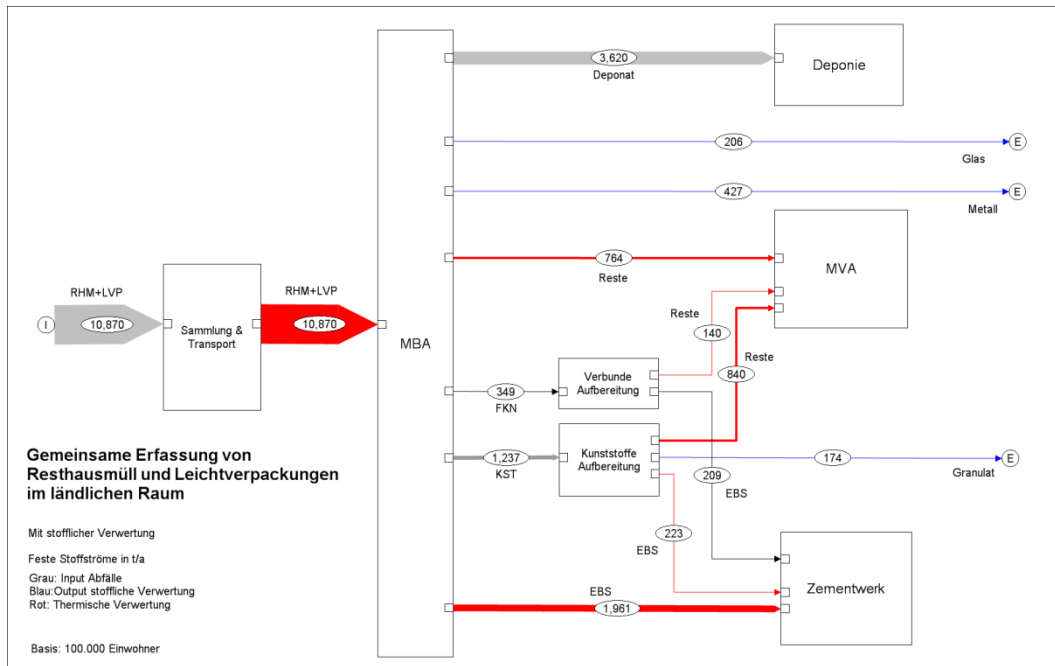 3,620
Deponat
Deponie
206
E
Glas
427
E
Metall
764
Reste
MVA
RHM+LVP
10,870
I
Sammlung &
Transport
RHM+LVP
10,870
MBA
Reste
140
Reste
840
349
FKN
Verbunde
Aufbereitung
1,237
KST
Kunststoffe
Aufbereitung
174
E
Granulat
209
EBS
223
EBS
EBS
1,961
Zementwerk
Gemeinsame Erfassung von
Resthausmüll und Leichtverpackungen
im ländlichen Raum
Mit stofflicher Verwertung
Feste Stoffströme in t/a
Grau: Input Abfälle
Blau:Output stoffliche Verwertung
Rot: Thermische Verwertung
Basis: 100.000 Einwohner